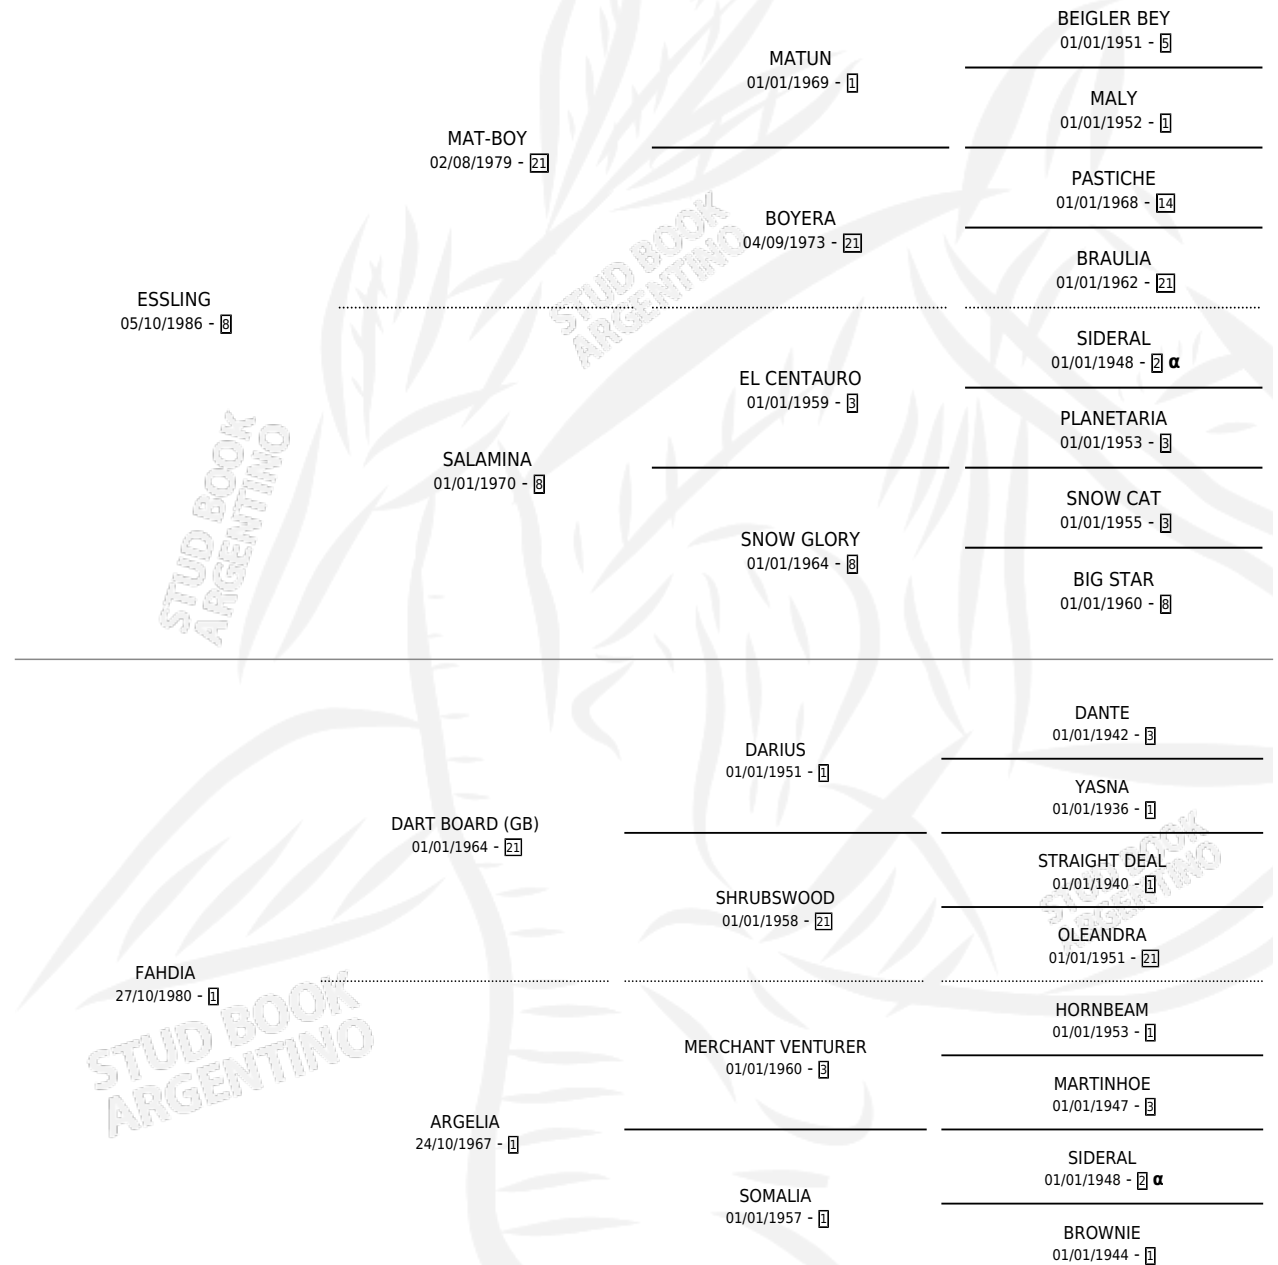 BEIGLER BEY
01/01/1951 - 5
MATUN
01/01/1969 - 1
MALY
01/01/1952 - 1
MAT-BOY
02/08/1979 - 21
PASTICHE
01/01/1968 - 14
BOYERA
04/09/1973 - 21
BRAULIA
01/01/1962 - 21
ESSLING
05/10/1986 - 8
SIDERAL
01/01/1948 - 2 α
EL CENTAURO
01/01/1959 - 3
PLANETARIA
01/01/1953 - 3
SALAMINA
01/01/1970 - 8
SNOW CAT
01/01/1955 - 3
SNOW GLORY
01/01/1964 - 8
BIG STAR
01/01/1960 - 8
DANTE
01/01/1942 - 3
DARIUS
01/01/1951 - 1
YASNA
01/01/1936 - 1
DART BOARD (GB)
01/01/1964 - 21
STRAIGHT DEAL
01/01/1940 - 1
SHRUBSWOOD
01/01/1958 - 21
OLEANDRA
01/01/1951 - 21
FAHDIA
27/10/1980 - 1
HORNBEAM
01/01/1953 - 1
MERCHANT VENTURER
01/01/1960 - 3
MARTINHOE
01/01/1947 - 3
ARGELIA
24/10/1967 - 1
SIDERAL
01/01/1948 - 2 α
SOMALIA
01/01/1957 - 1
BROWNIE
01/01/1944 - 1
STUD BOOK
ARGENTINO
STUD BOOK
ARGENTINO
STUD BOOK
ARGENTINO
STUD BOOK
ARGENTINO